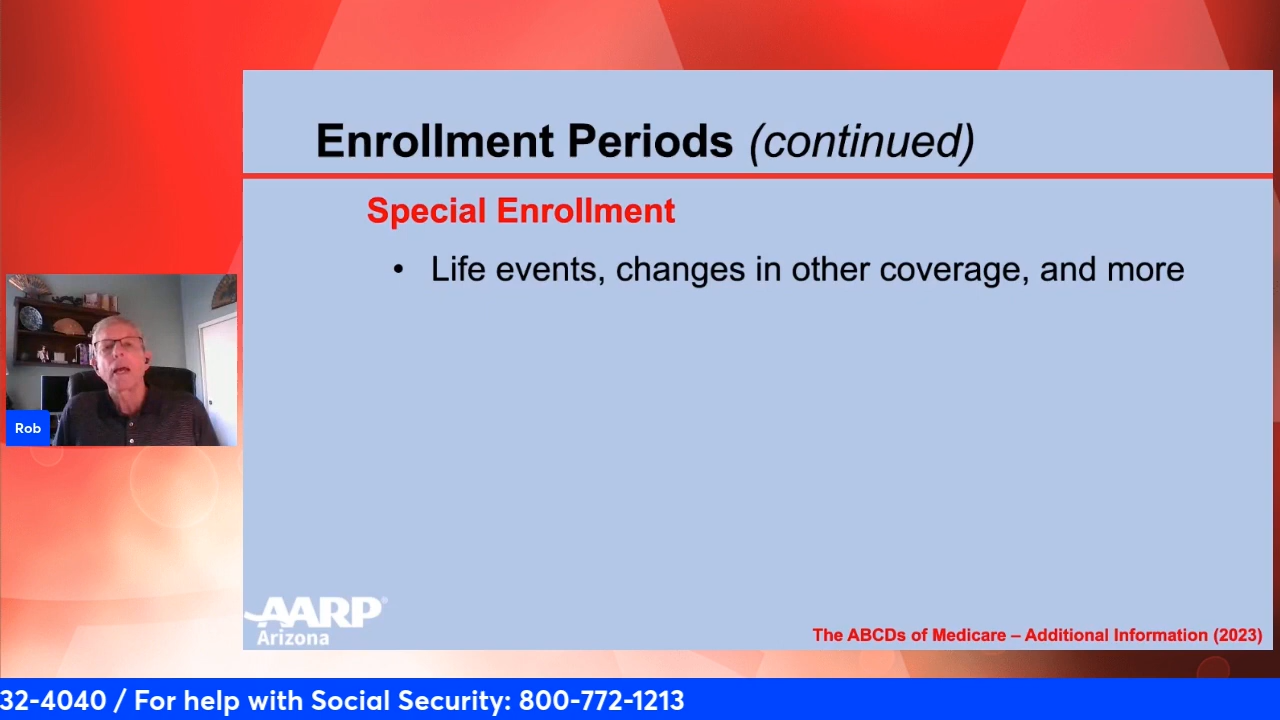 Enrollment Periods (continued)
Special Enrollment
• Life events, changes in other coverage, and more
Rob
AARP®
Arizona
The ABCDs of Medicare – Additional Information (2023)
32-4040 / For help with Social Security: 800-772-1213